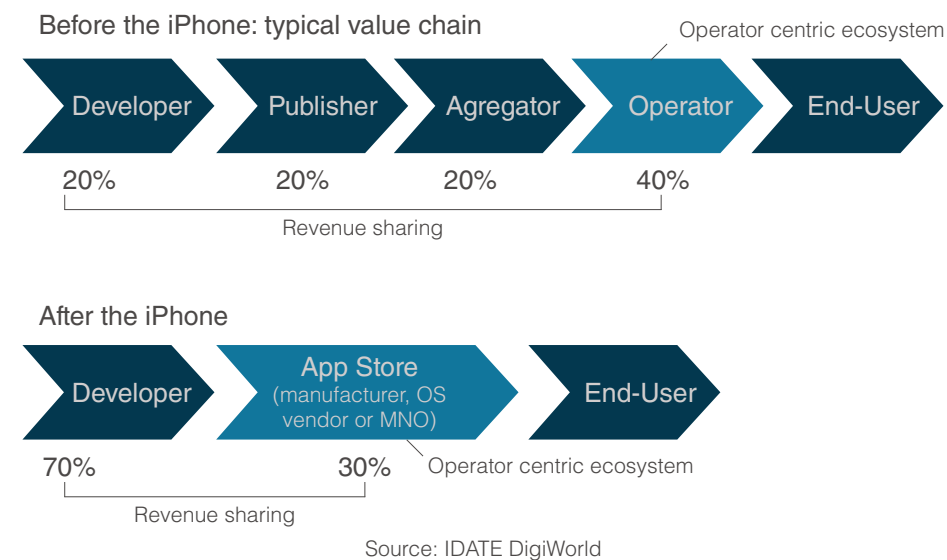 Before the iPhone: typical value chain
Operator centric ecosystem
Developer
Publisher
Agregator
Operator
End-User
20%
20%
20%
40%
Revenue sharing
After the iPhone
Developer
App Store
(manufacturer, OS
vendor or MNO)
End-User
70%
30%
Operator centric ecosystem
Revenue sharing
Source: IDATE DigiWorld